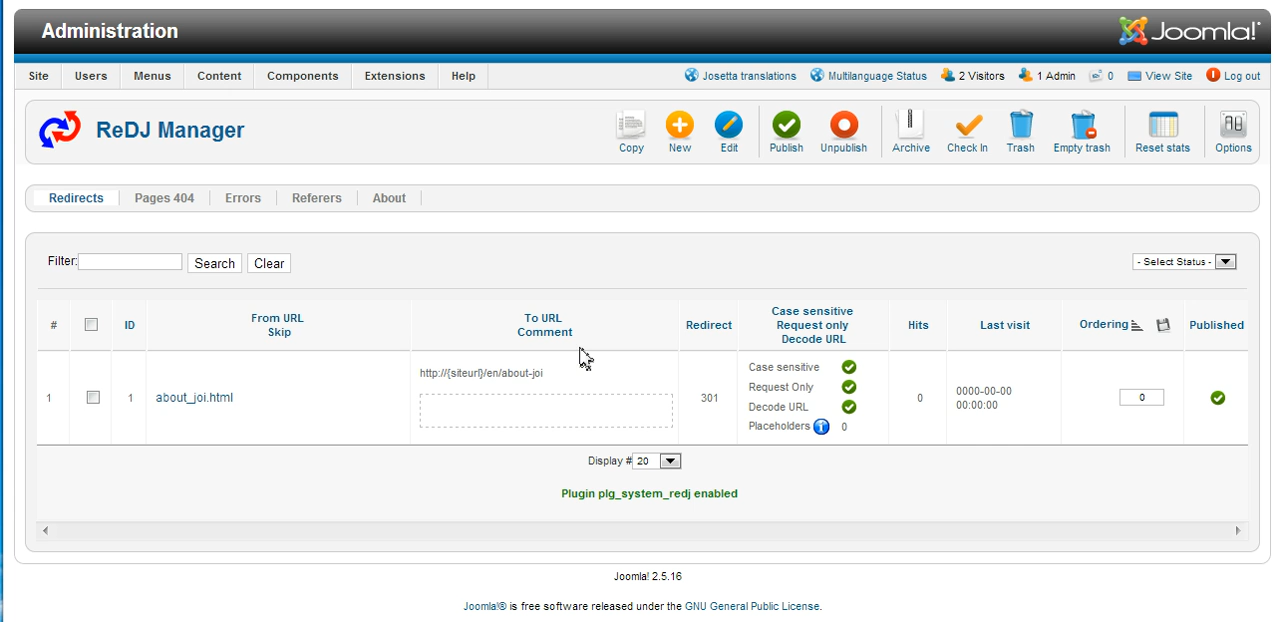 Administration
Joomla!
Site Users Menus Content Components Extensions Help
Josetta translations Multilanguage Status 2 Visitors 1 Admin 0 View Site Log out
ReDJ Manager
Copy New Edit Publish Unpublish Archive Check In Trash Empty trash Reset stats Options
Redirects Pages 404 Errors Referers About
Filter: Search Clear
- Select Status -
# ID From URL Skip To URL Comment Redirect Case sensitive Request only Decode URL Hits Last visit Ordering Published
1 1 about_joi.html
http://{siteurl}/en/about-joi
301
Case sensitive
Request Only
Decode URL
Placeholders 0
0
0000-00-00
00:00:00
0
Display # 20
Plugin plg_system_redj enabled
Joomla! 2.5.16
Joomla!® is free software released under the GNU General Public License.